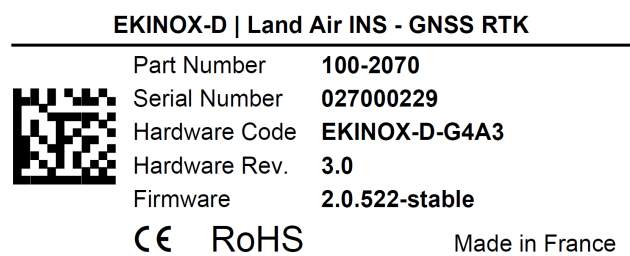 EKINOX-D | Land Air INS - GNSS RTK
Part Number 100-2070
Serial Number 027000229
Hardware Code EKINOX-D-G4A3
Hardware Rev. 3.0
Firmware 2.0.522-stable
CE RoHS Made in France